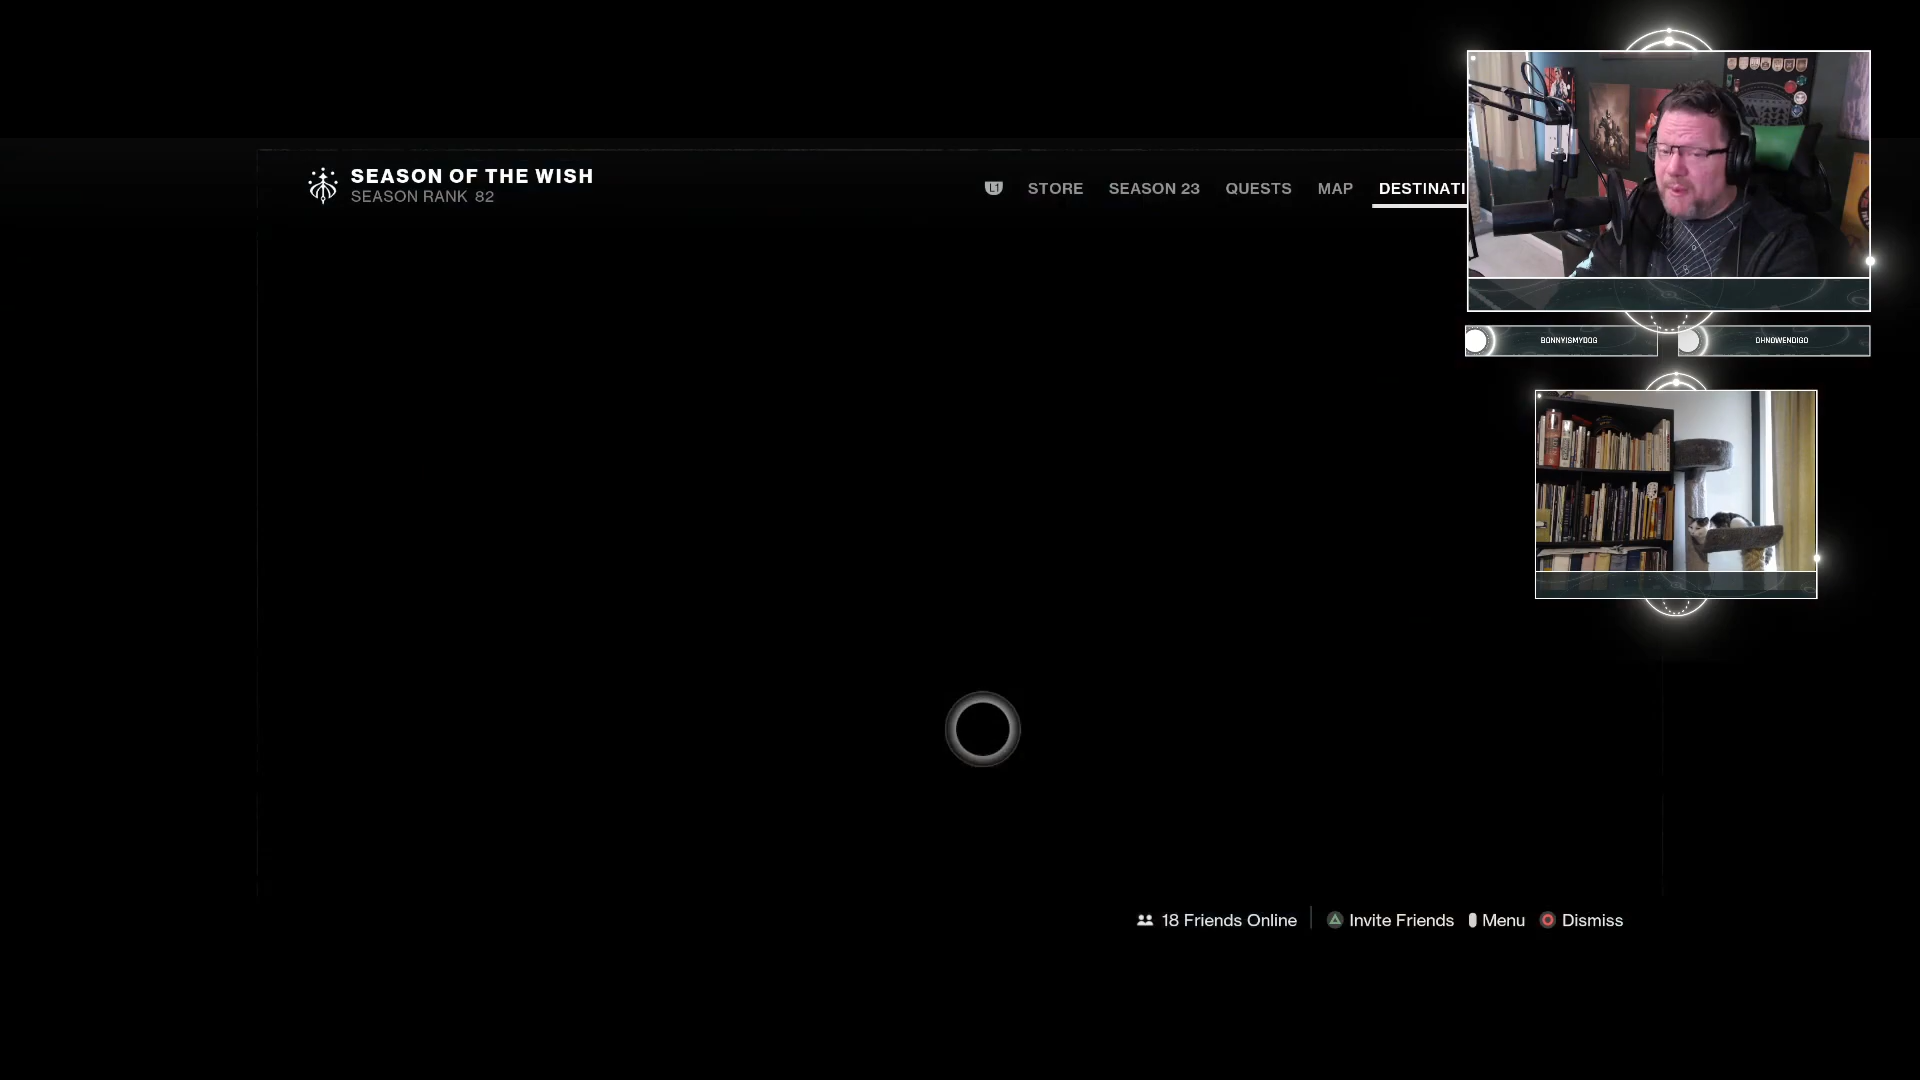 SEASON OF THE WISH
SEASON RANK 82
L1
STORE
SEASON 23
QUESTS
MAP
DESTINATI
BONNYISMYDOG
OHNOWENDIGO
18 Friends Online
Invite Friends
Menu
Dismiss